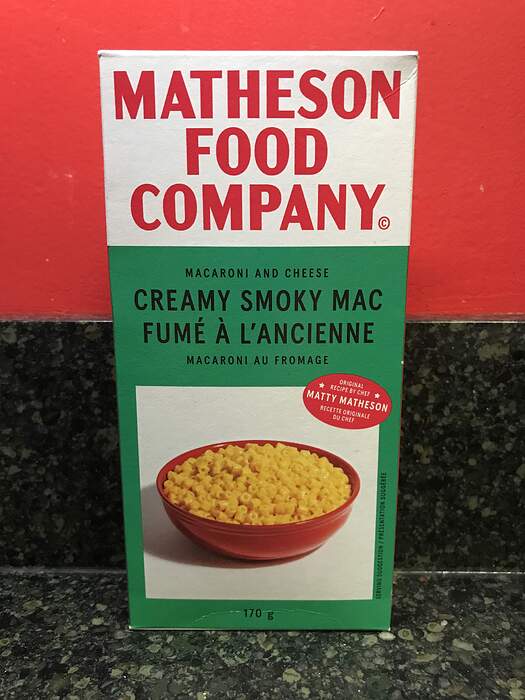 MATHESON
FOOD
COMPANY©
MACARONI AND CHEESE
CREAMY SMOKY MAC
FUMÉ À L'ANCIENNE
MACARONI AU FROMAGE
ORIGINAL
RECIPE BY CHEF
MATTY MATHESON
RECETTE ORIGINALE
DU CHEF
SERVING SUGGESTION / PRÉSENTATION SUGGÉRÉE
170 g